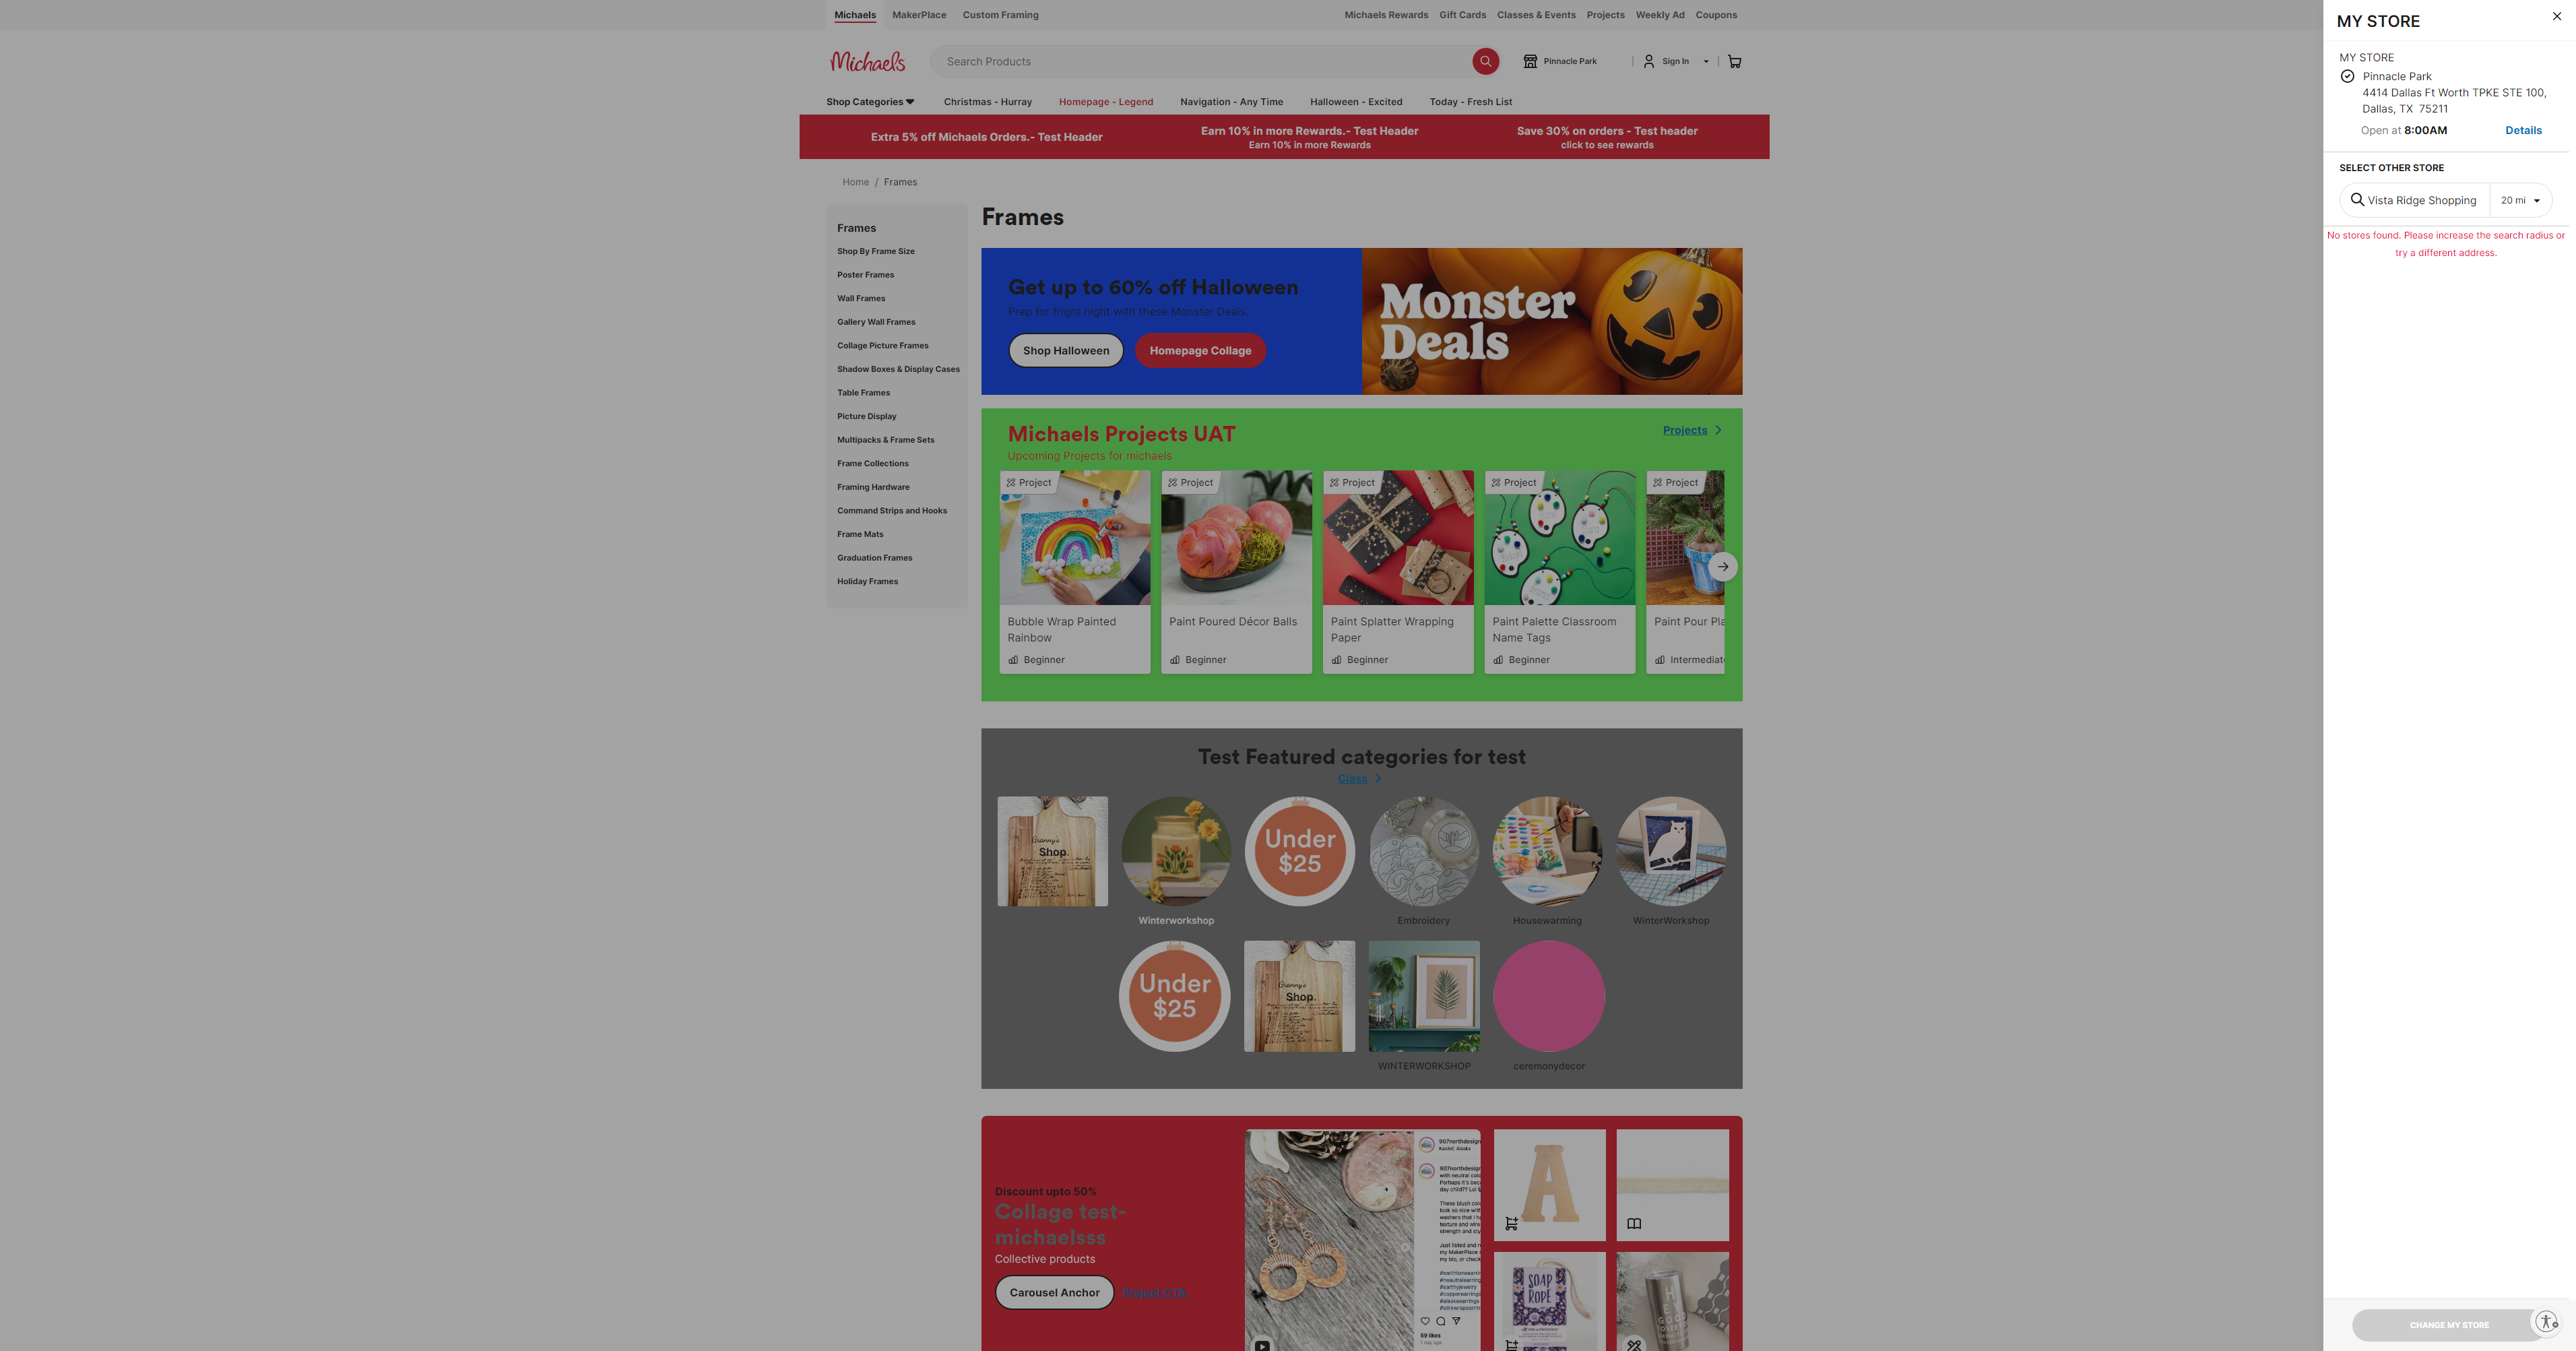 Michaels
MakerPlace
Custom Framing
Michaels Rewards
Gift Cards
Classes & Events
Projects
Weekly Ad
Coupons
Michaels
Search Products
Pinnacle Park
Sign In
Shop Categories
Christmas - Hurray
Homepage - Legend
Navigation - Any Time
Halloween - Excited
Today - Fresh List
Extra 5% off Michaels Orders.- Test Header
Earn 10% in more Rewards.- Test Header
Earn 10% in more Rewards
Save 30% on orders - Test header
click to see rewards
Home / Frames
Frames
Shop By Frame Size
Poster Frames
Wall Frames
Gallery Wall Frames
Collage Picture Frames
Shadow Boxes & Display Cases
Table Frames
Picture Display
Multipacks & Frame Sets
Frame Collections
Framing Hardware
Command Strips and Hooks
Frame Mats
Graduation Frames
Holiday Frames
Frames
Get up to 60% off Halloween
Prep for fright night with these Monster Deals.
Shop Halloween
Homepage Collage
Monster
Deals
Michaels Projects UAT
Upcoming Projects for michaels
Projects
Project
Project
Project
Project
Project
Bubble Wrap Painted
Rainbow
Beginner
Paint Poured Décor Balls
Beginner
Paint Splatter Wrapping
Paper
Beginner
Paint Palette Classroom
Name Tags
Beginner
Paint Pour Pla
Intermediat
Test Featured categories for test
Class
Granny's
Shop
Under
$25
Winterworkshop
Embroidery
Housewarming
WinterWorkshop
Under
$25
Granny's
Shop
WINTERWORKSHOP
ceremonydecor
Discount upto 50%
Collage test-
michaelsss
Collective products
Carousel Anchor
Project CTA
907northdesign
907northdesign
59 likes
1 day ago
A
SOAP
ROPE
MY STORE
MY STORE
Pinnacle Park
4414 Dallas Ft Worth TPKE STE 100,
Dallas, TX 75211
Open at 8:00AM
Details
SELECT OTHER STORE
Vista Ridge Shopping
20 mi
No stores found. Please increase the search radius or
try a different address.
CHANGE MY STORE